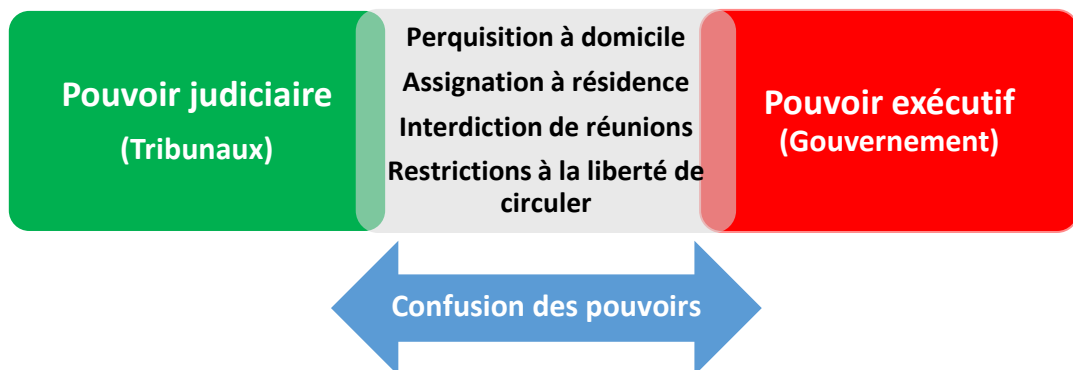 Pouvoir judiciaire
(Tribunaux)
Perquisition à domicile
Assignation à résidence
Interdiction de réunions
Restrictions à la liberté de
circuler
Pouvoir exécutif
(Gouvernement)
Confusion des pouvoirs